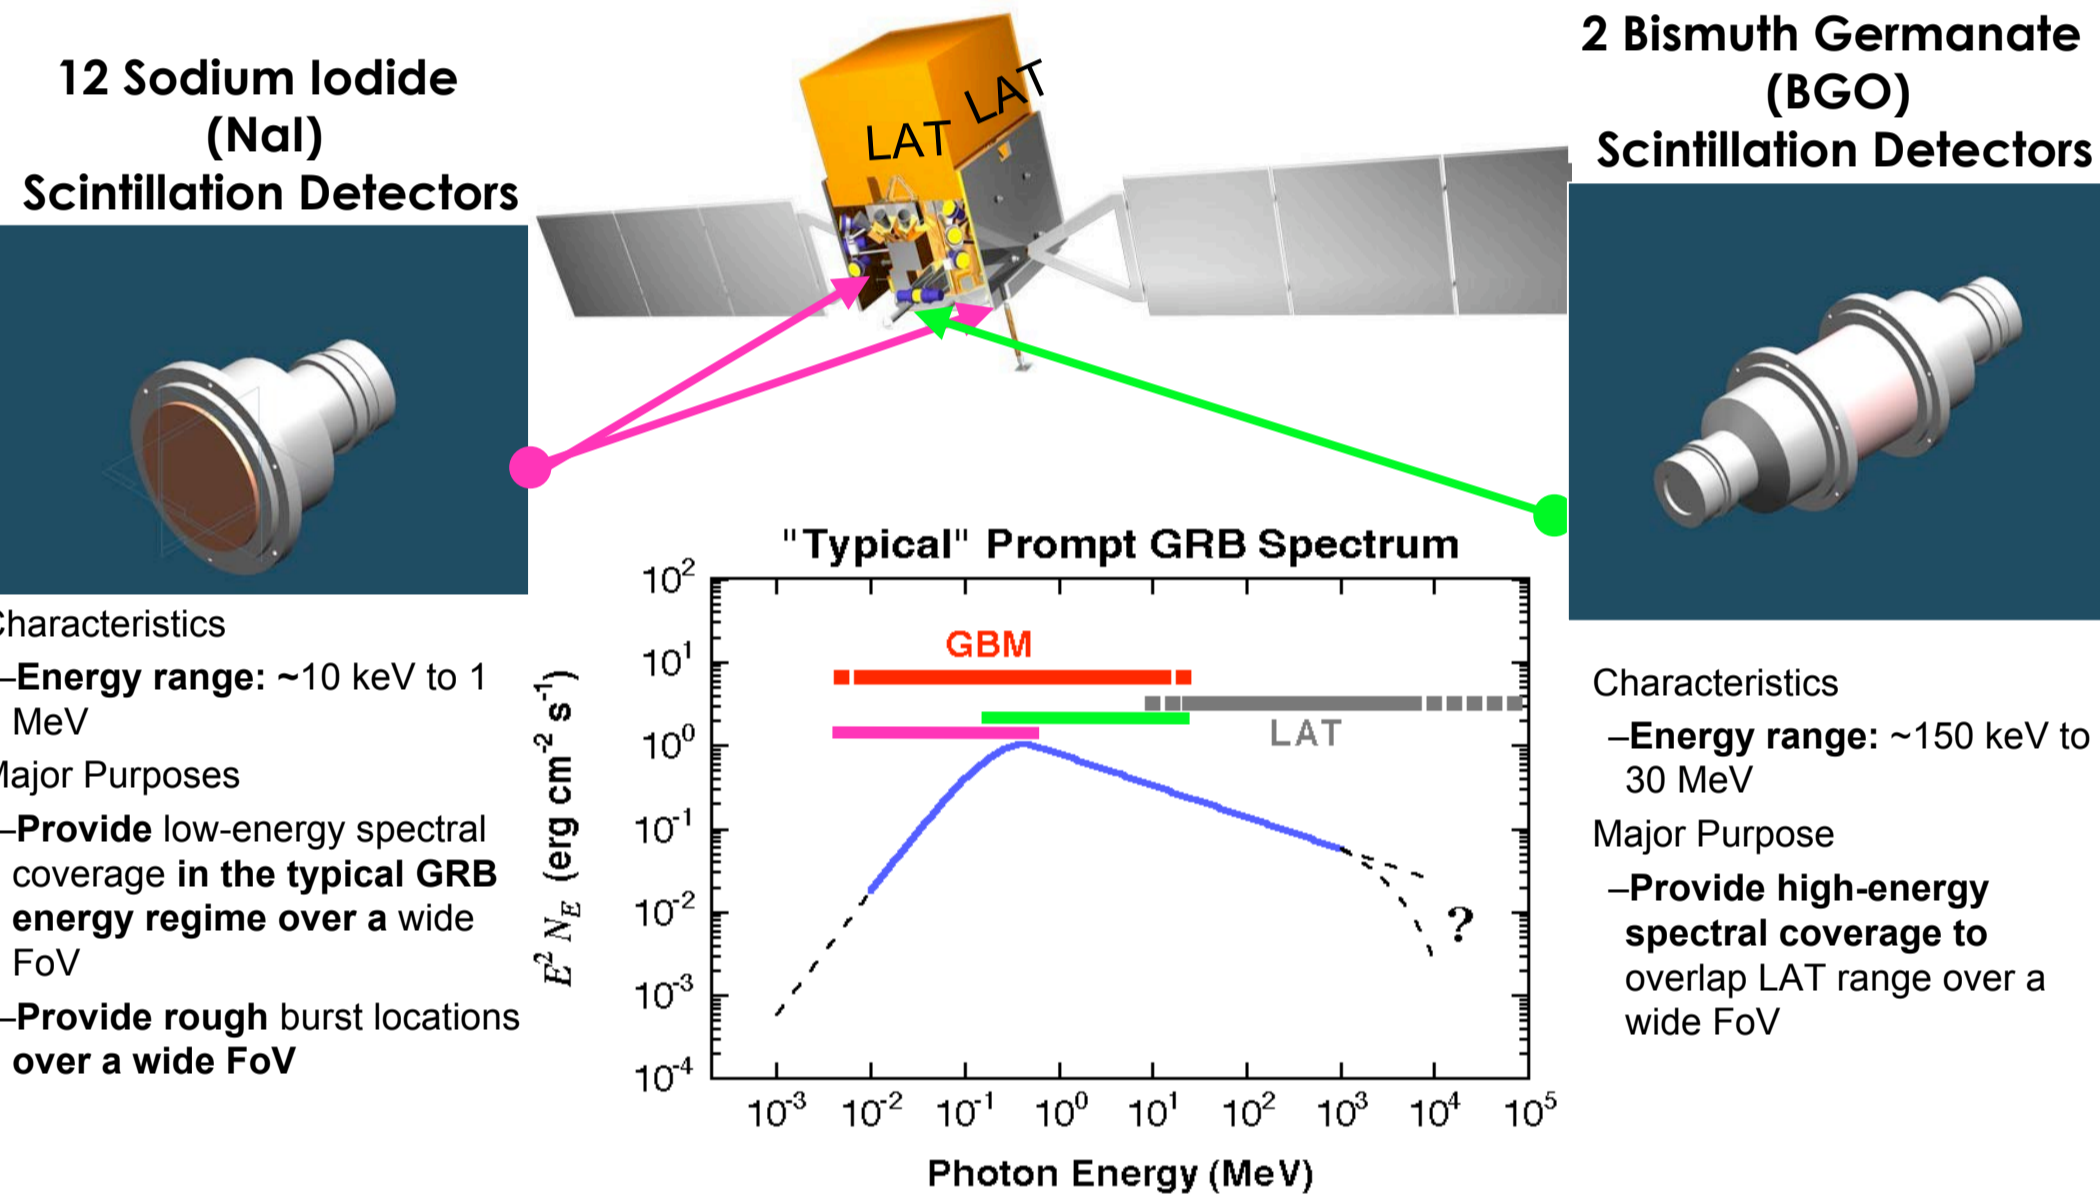 12 Sodium Iodide
(NaI)
Scintillation Detectors
LAT
LAT
2 Bismuth Germanate
(BGO)
Scintillation Detectors
Characteristics
–Energy range: ~10 keV to 1
MeV
Major Purposes
–Provide low-energy spectral
coverage in the typical GRB
energy regime over a wide
FoV
–Provide rough burst locations
over a wide FoV
"Typical" Prompt GRB Spectrum
10²
10¹
10⁰
10⁻¹
10⁻²
10⁻³
10⁻⁴
E² N_E (erg cm⁻² s⁻¹)
GBM
LAT
?
10⁻³ 10⁻² 10⁻¹ 10⁰ 10¹ 10² 10³ 10⁴ 10⁵
Photon Energy (MeV)
Characteristics
–Energy range: ~150 keV to
30 MeV
Major Purpose
–Provide high-energy
spectral coverage to
overlap LAT range over a
wide FoV